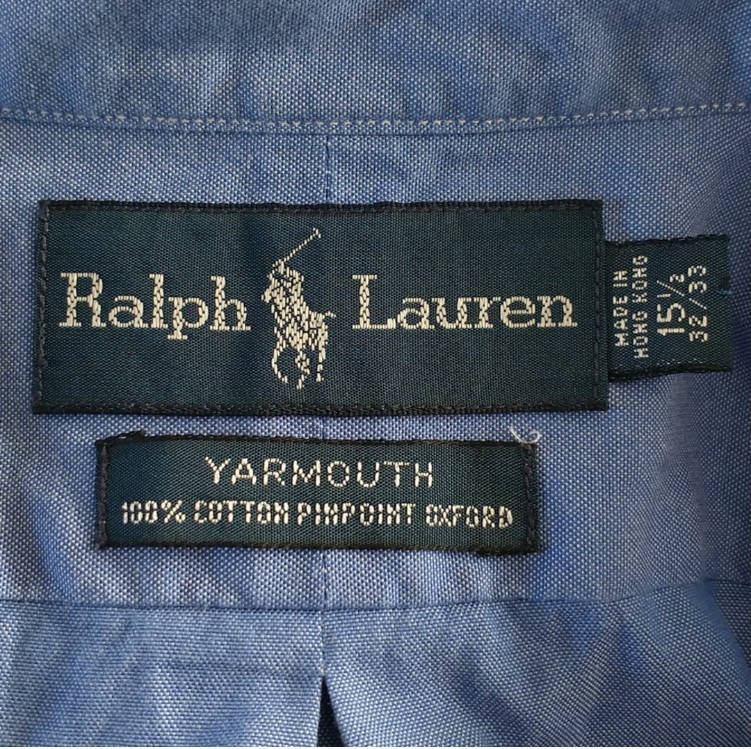 Ralph Lauren
MADE IN
HONG KONG
15½
32/33
YARMOUTH
100% COTTON PINPOINT OXFORD